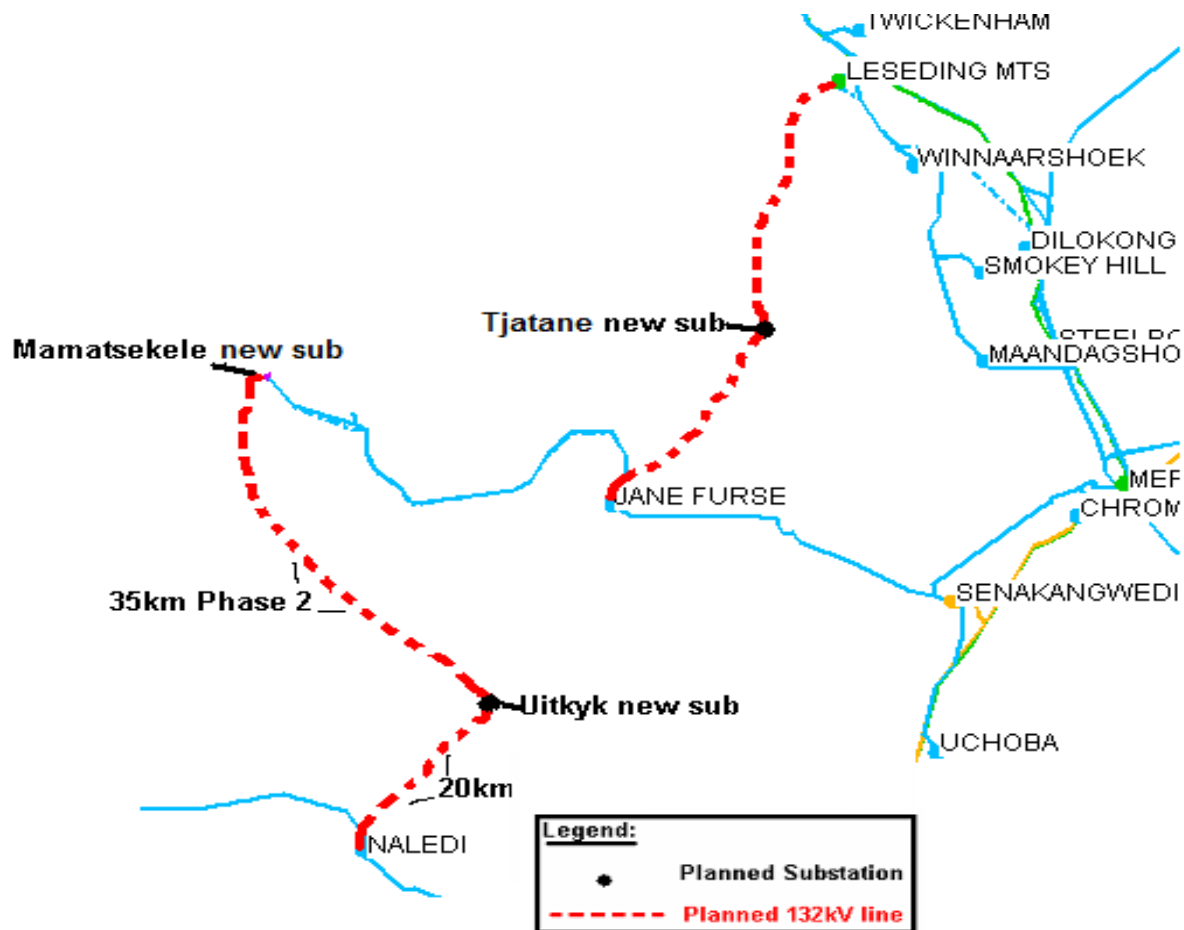 TWICKENHAM
LESEDING MTS
WINNAARSHOEK
DILOKONG
SMOKEY HILL
Tjatane new sub
Mamatsekele new sub
MAANDAGSHO
JANE FURSE
MEF
CHROM
35km Phase 2
SENAKANGWEDI
Uitkyk new sub
UCHOBA
20km
NALEDI
Legend:
Planned Substation
Planned 132kV line